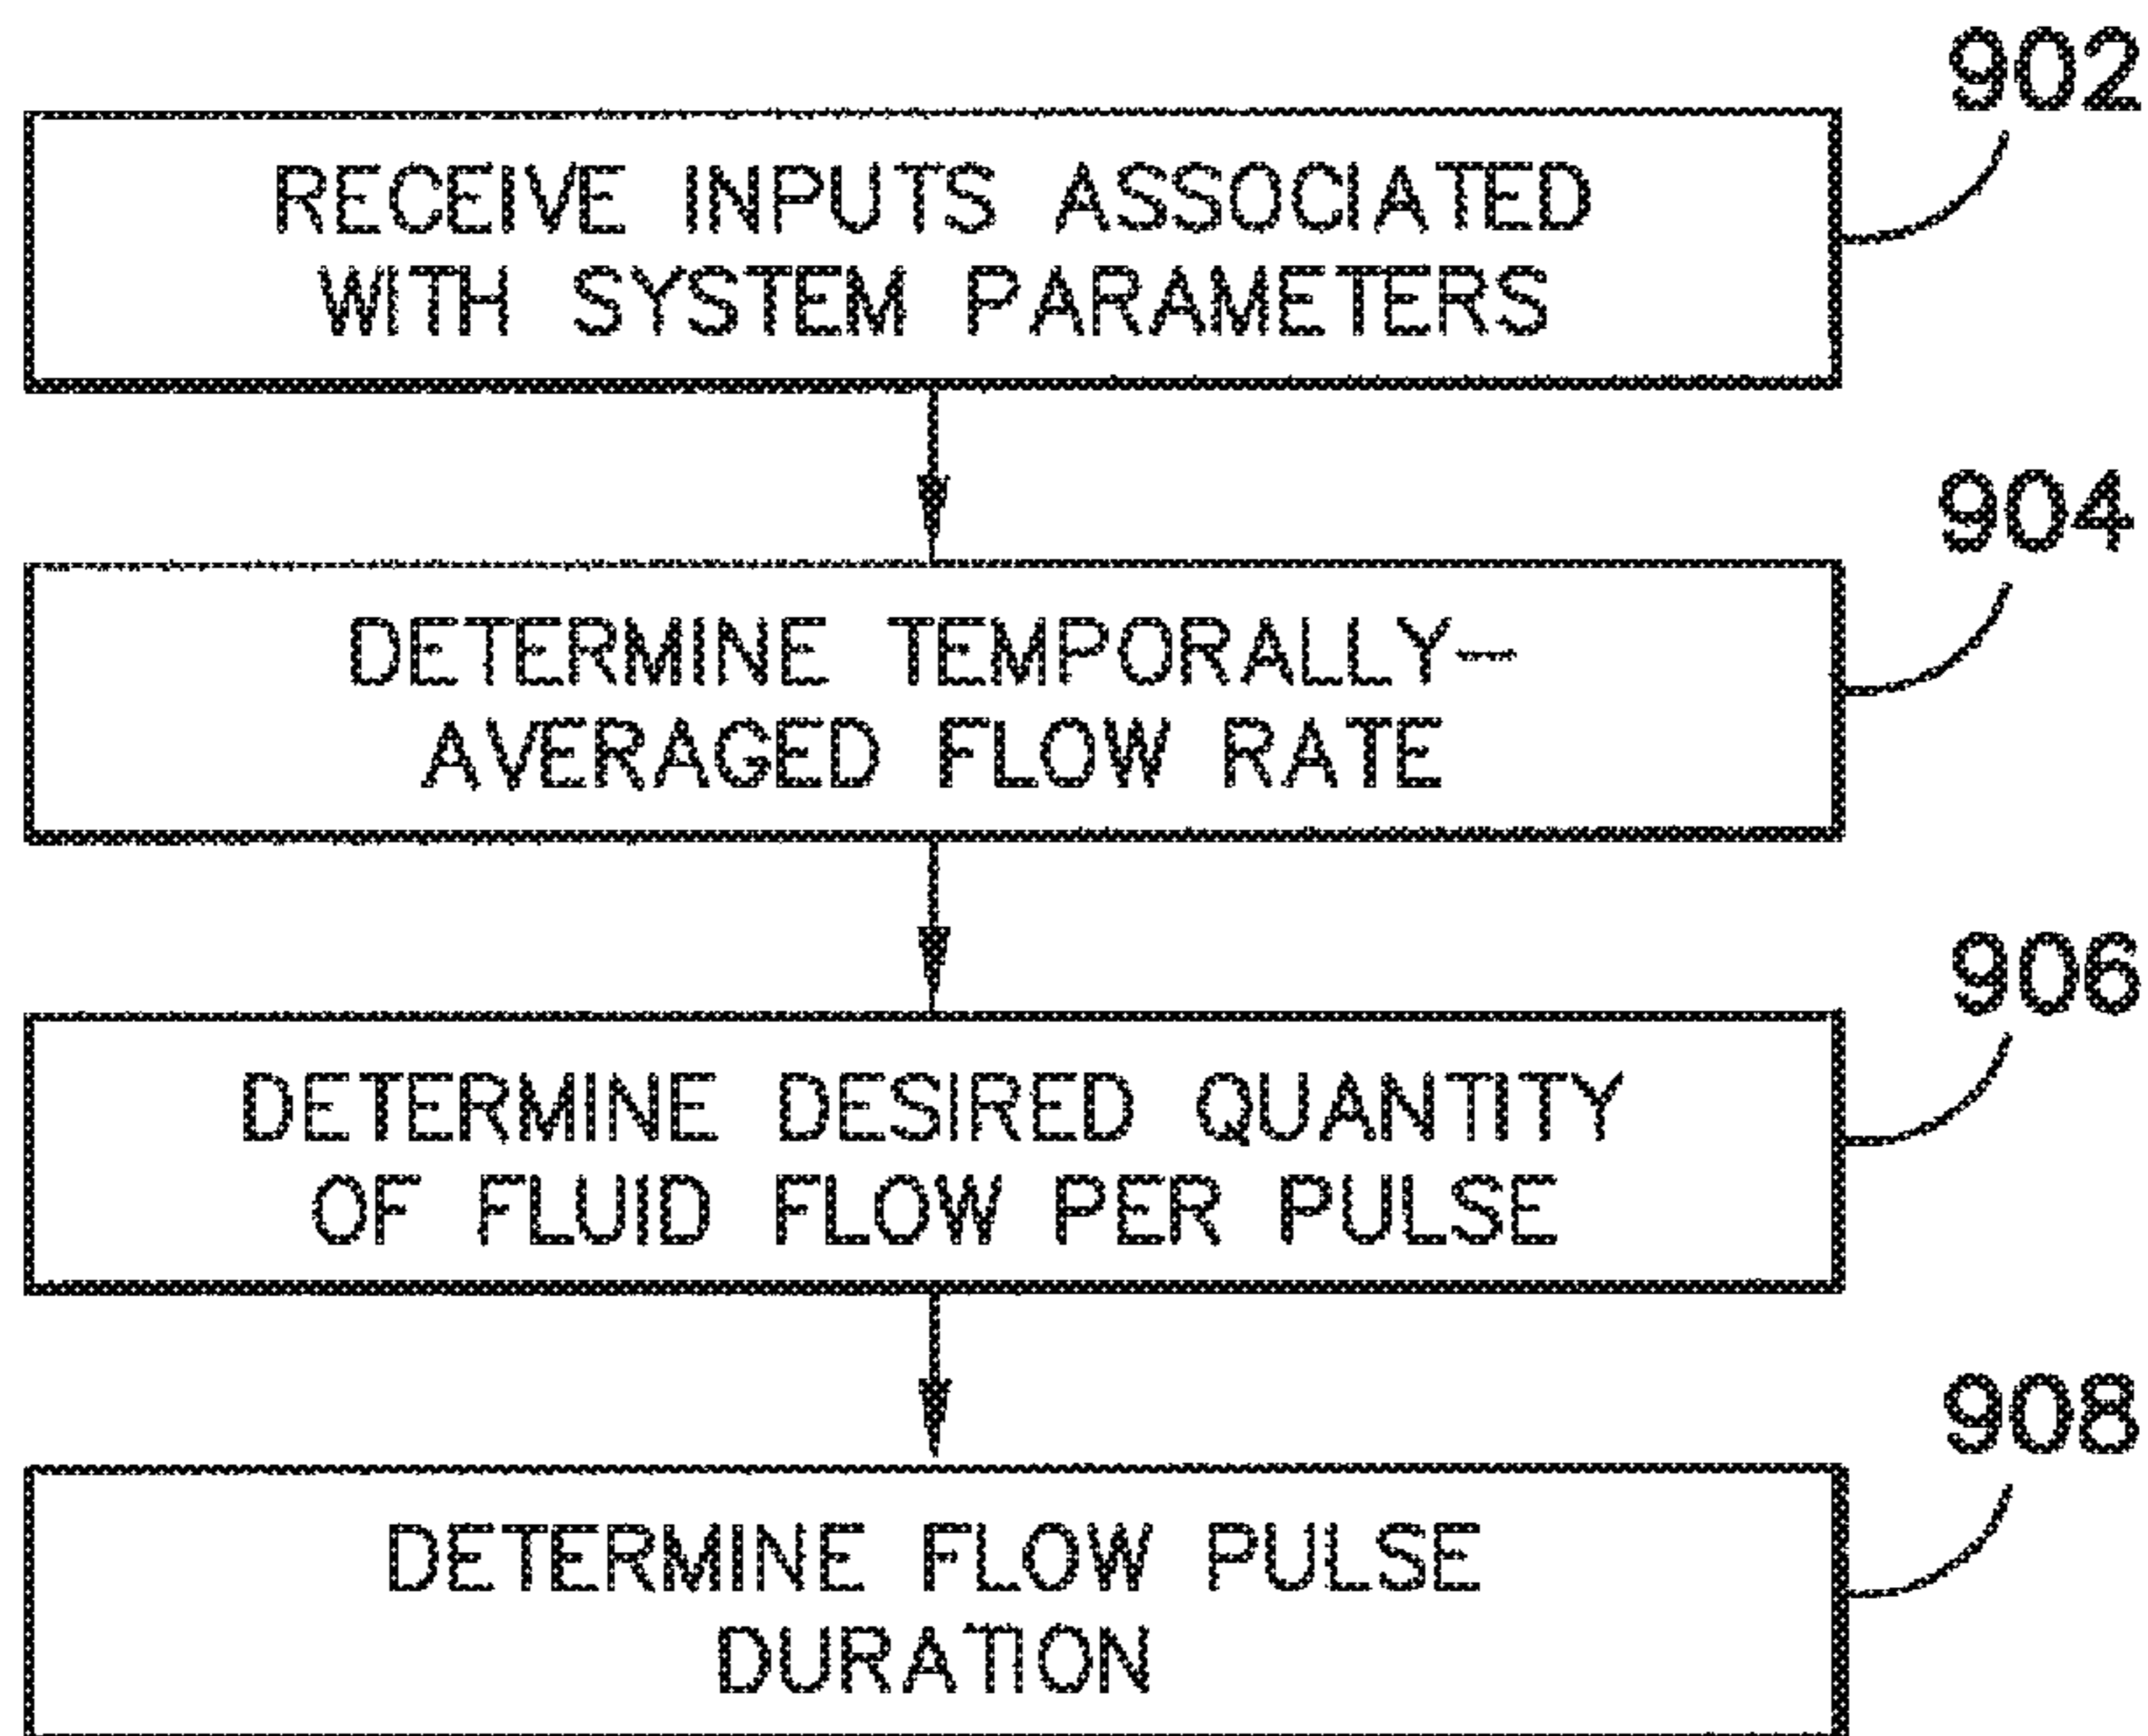 902
RECEIVE INPUTS ASSOCIATED
WITH SYSTEM PARAMETERS
904
DETERMINE TEMPORALLY-
AVERAGED FLOW RATE
906
DETERMINE DESIRED QUANTITY
OF FLUID FLOW PER PULSE
908
DETERMINE FLOW PULSE
DURATION